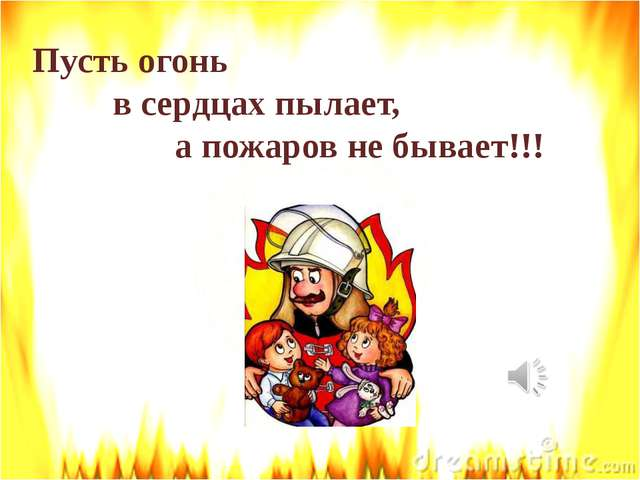 Пусть огонь
в сердцах пылает,
а пожаров не бывает!!!
dreamstime.com